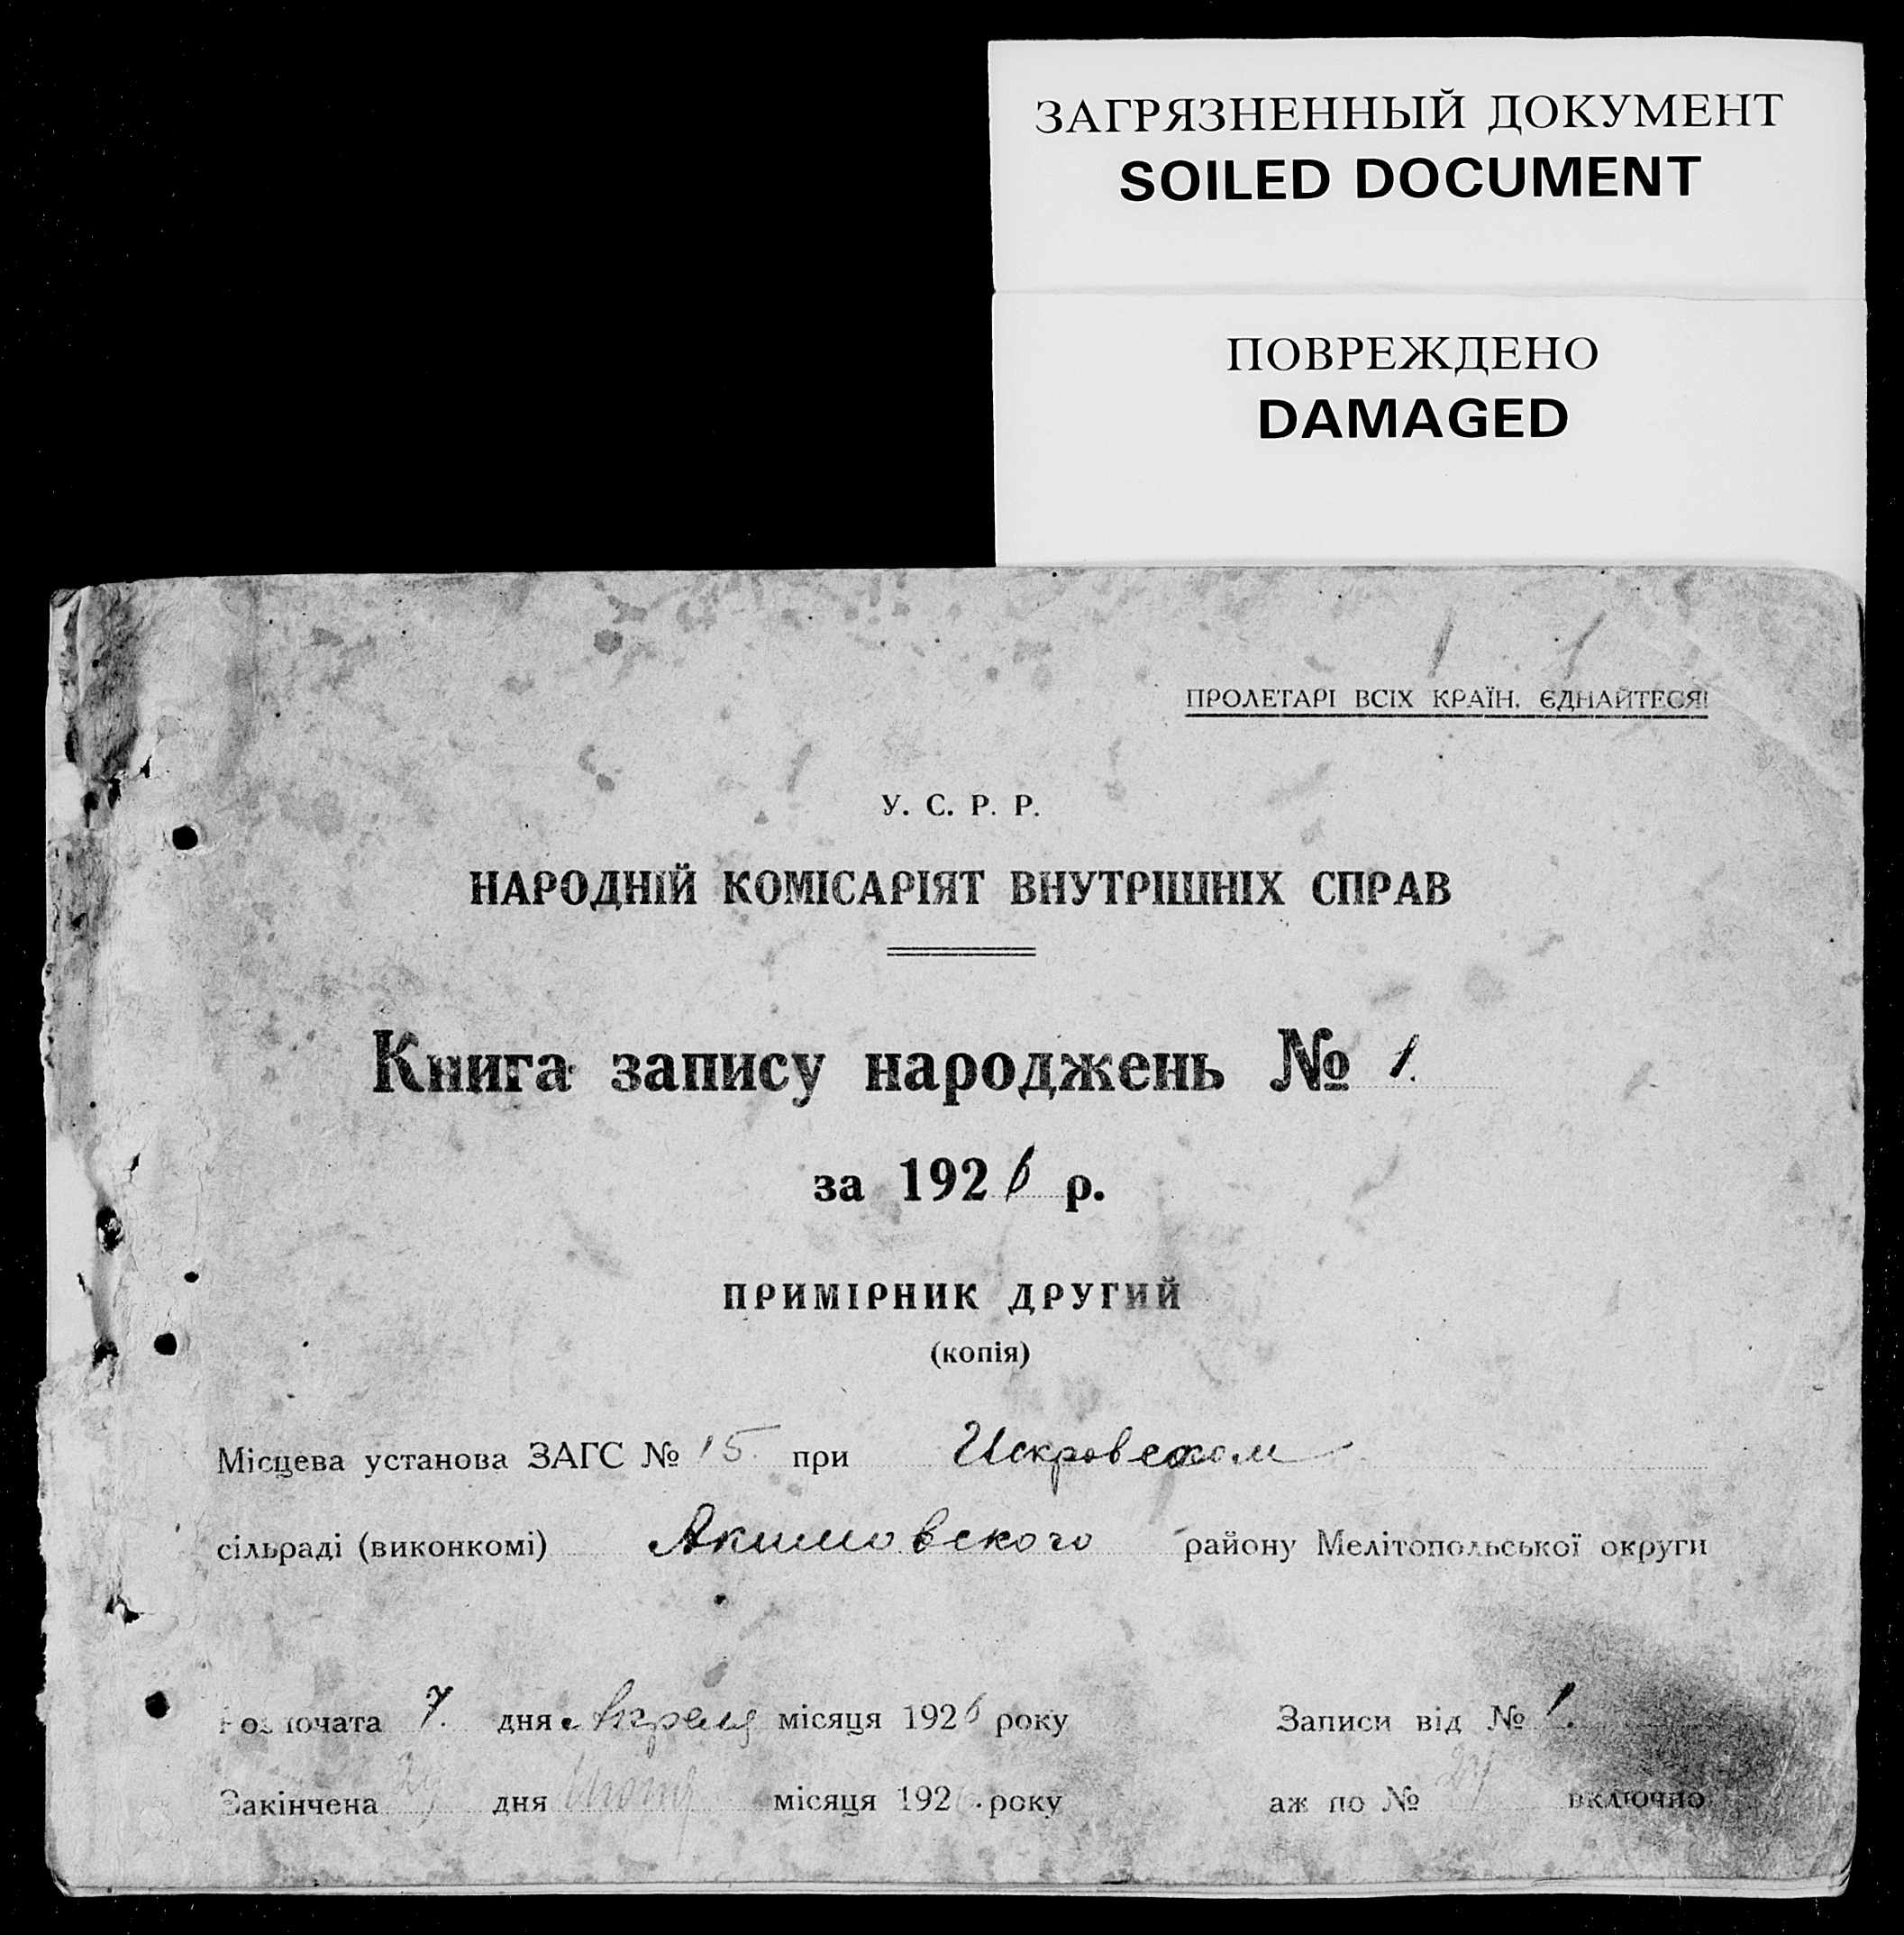 ЗАГРЯЗНЕННЫЙ ДОКУМЕНТ
SOILED DOCUMENT
ПОВРЕЖДЕНО
DAMAGED
ПРОЛЕТАРІ ВСІХ КРАЇН, ЄДНАЙТЕСЯ!
У. С. Р. Р.
НАРОДНІЙ КОМІСАРІЯТ ВНУТРІШНІХ СПРАВ
Книга запису народжень № 1.
за 1926 р.
ПРИМІРНИК ДРУГИЙ
(копія)
Місцева установа ЗАГС № 15 при Искровском
сільраді (виконкомі) Акимовского району Мелітопольської округи
Розпочата 7. дня Апреля місяця 1926 року
Записи від № 1.
Закінчена дня місяця 192 року
аж по № включно